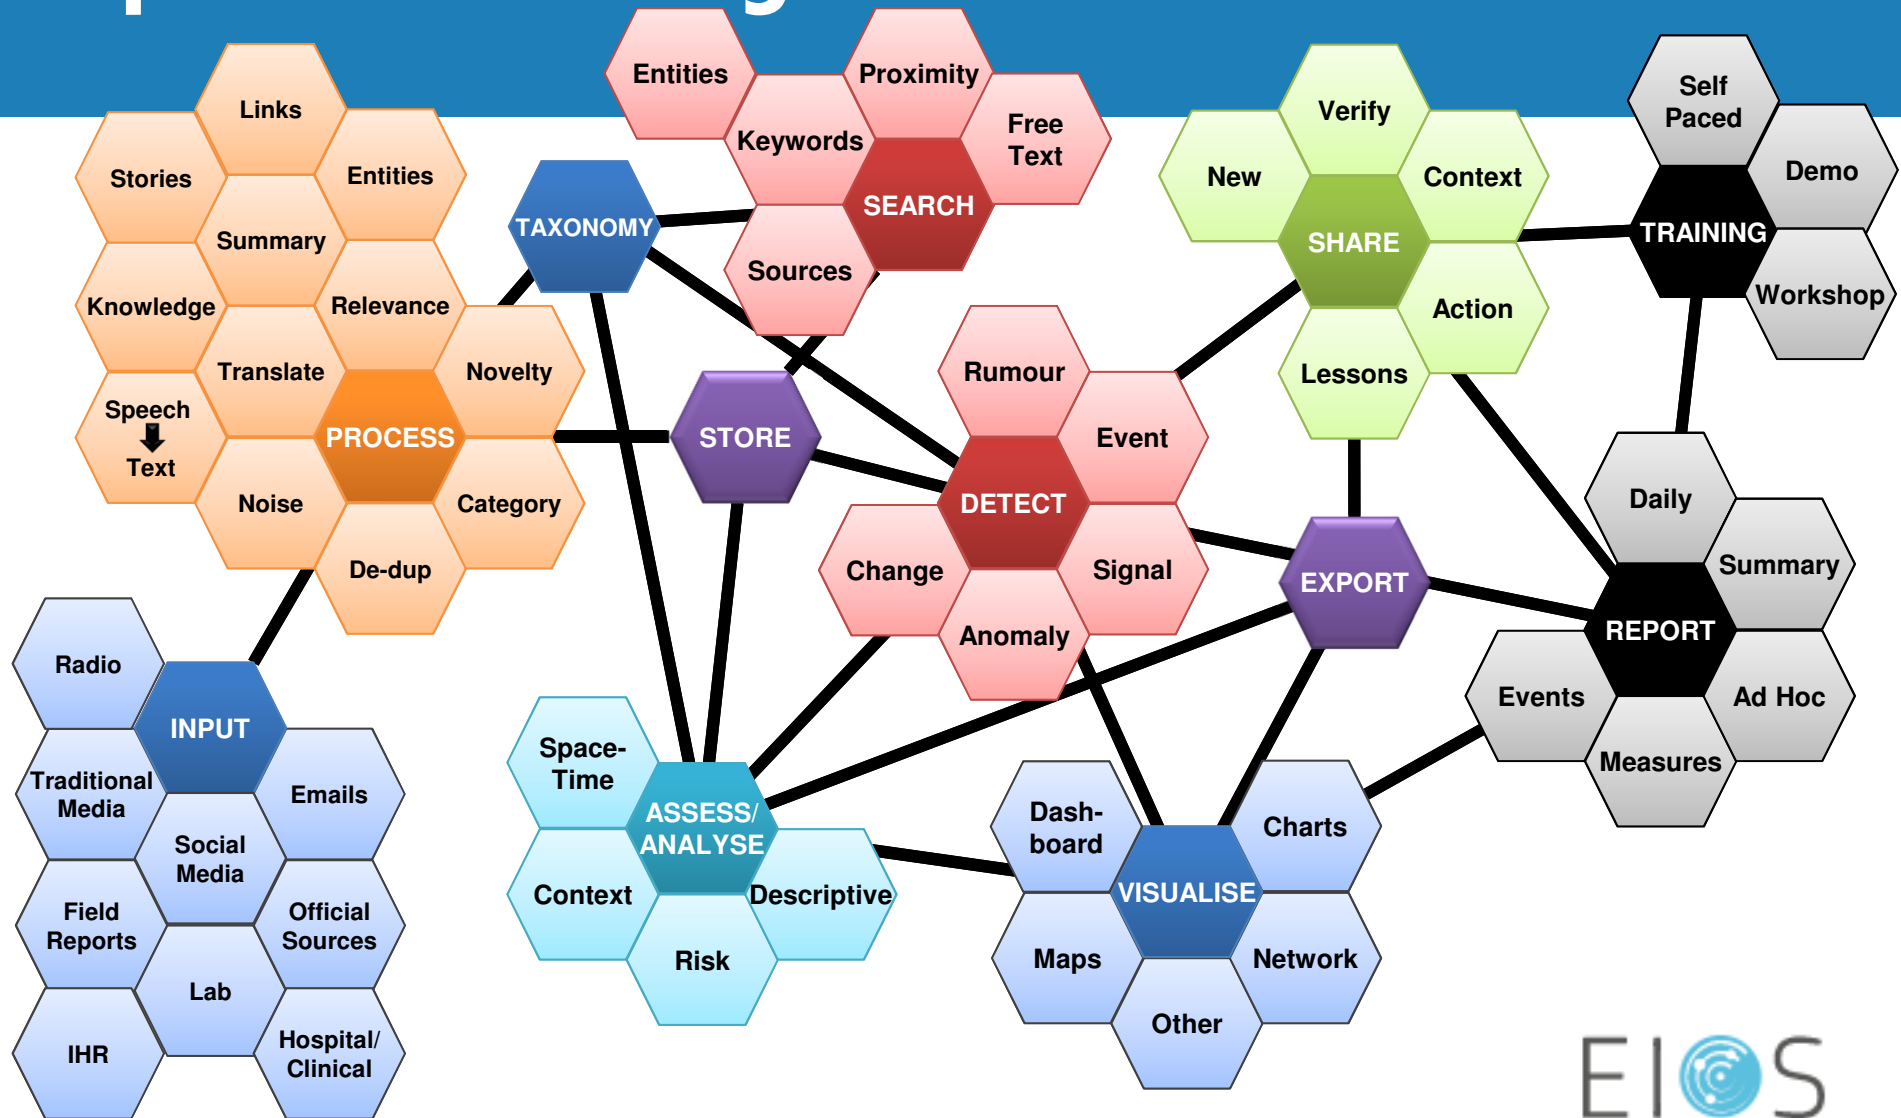 Links
Stories
Entities
Summary
Knowledge
Relevance
Translate
Novelty
Speech
Text
PROCESS
Noise
Category
De-dup
TAXONOMY
Entities
Proximity
Keywords
Free
Text
SEARCH
Sources
STORE
Verify
New
Context
SHARE
Action
Lessons
Self
Paced
Demo
TRAINING
Workshop
Rumour
Event
DETECT
Change
Signal
Anomaly
EXPORT
Daily
Summary
REPORT
Events
Ad Hoc
Measures
Radio
INPUT
Traditional
Media
Emails
Social
Media
Field
Reports
Official
Sources
Lab
IHR
Hospital/
Clinical
Space-
Time
ASSESS/
ANALYSE
Context
Descriptive
Risk
Dash-
board
Charts
VISUALISE
Maps
Network
Other
EIOS